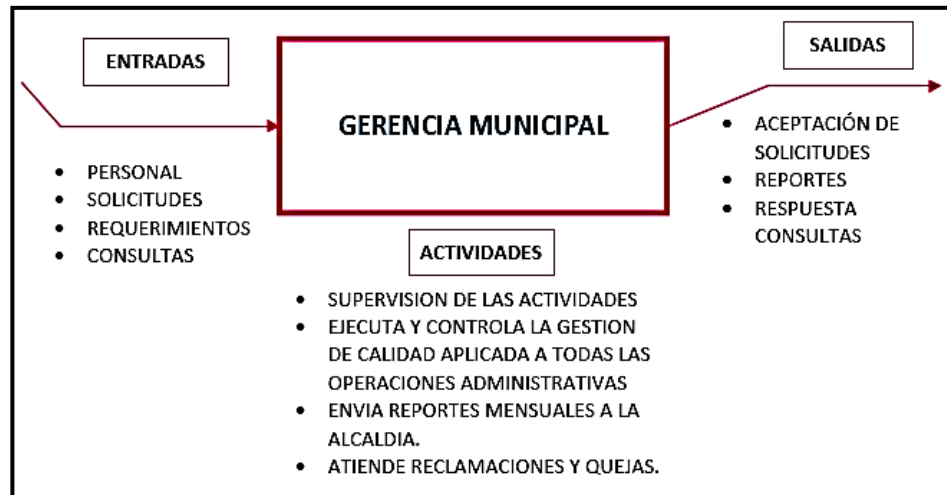 ENTRADAS
GERENCIA MUNICIPAL
SALIDAS
• PERSONAL
• SOLICITUDES
• REQUERIMIENTOS
• CONSULTAS
• ACEPTACIÓN DE
SOLICITUDES
• REPORTES
• RESPUESTA
CONSULTAS
ACTIVIDADES
• SUPERVISION DE LAS ACTIVIDADES
• EJECUTA Y CONTROLA LA GESTION
DE CALIDAD APLICADA A TODAS LAS
OPERACIONES ADMINISTRATIVAS
• ENVIA REPORTES MENSUALES A LA
ALCALDIA.
• ATIENDE RECLAMACIONES Y QUEJAS.